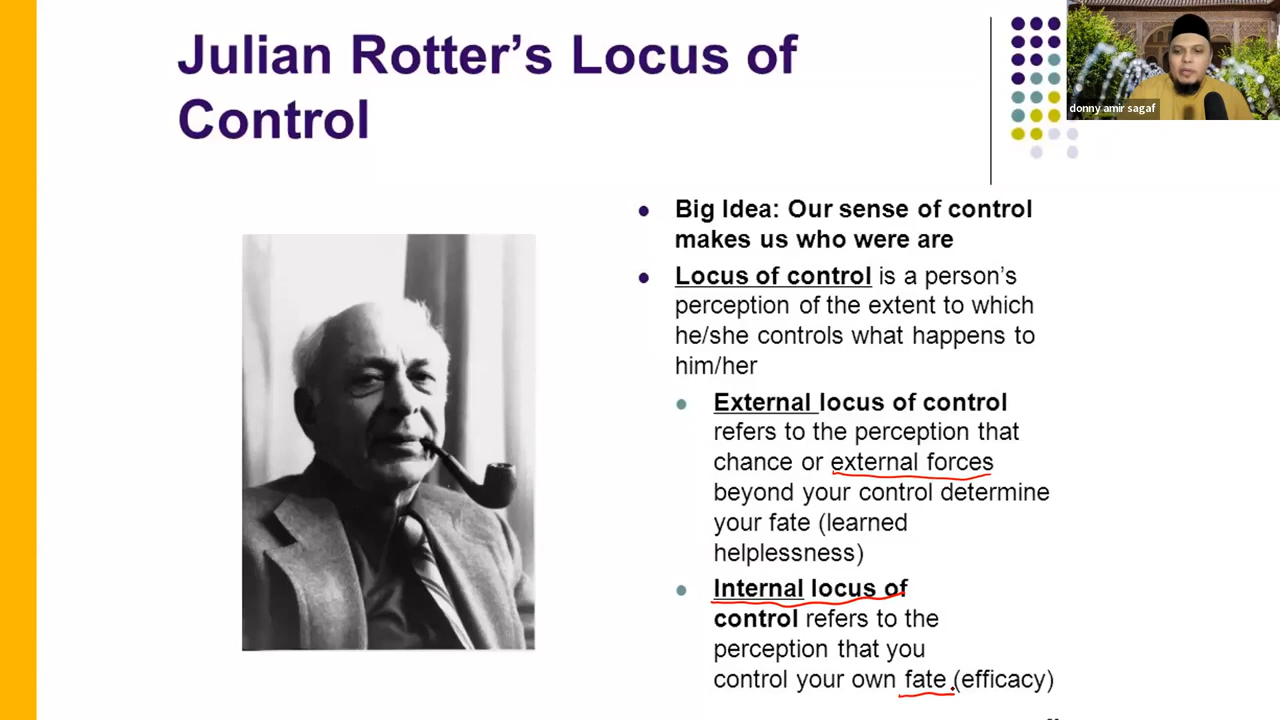 Julian Rotter’s Locus of
Control
donny amir sagaf
Big Idea: Our sense of control
makes us who were are
Locus of control is a person’s
perception of the extent to which
he/she controls what happens to
him/her
External locus of control
refers to the perception that
chance or external forces
beyond your control determine
your fate (learned
helplessness)
Internal locus of
control refers to the
perception that you
control your own fate (efficacy)